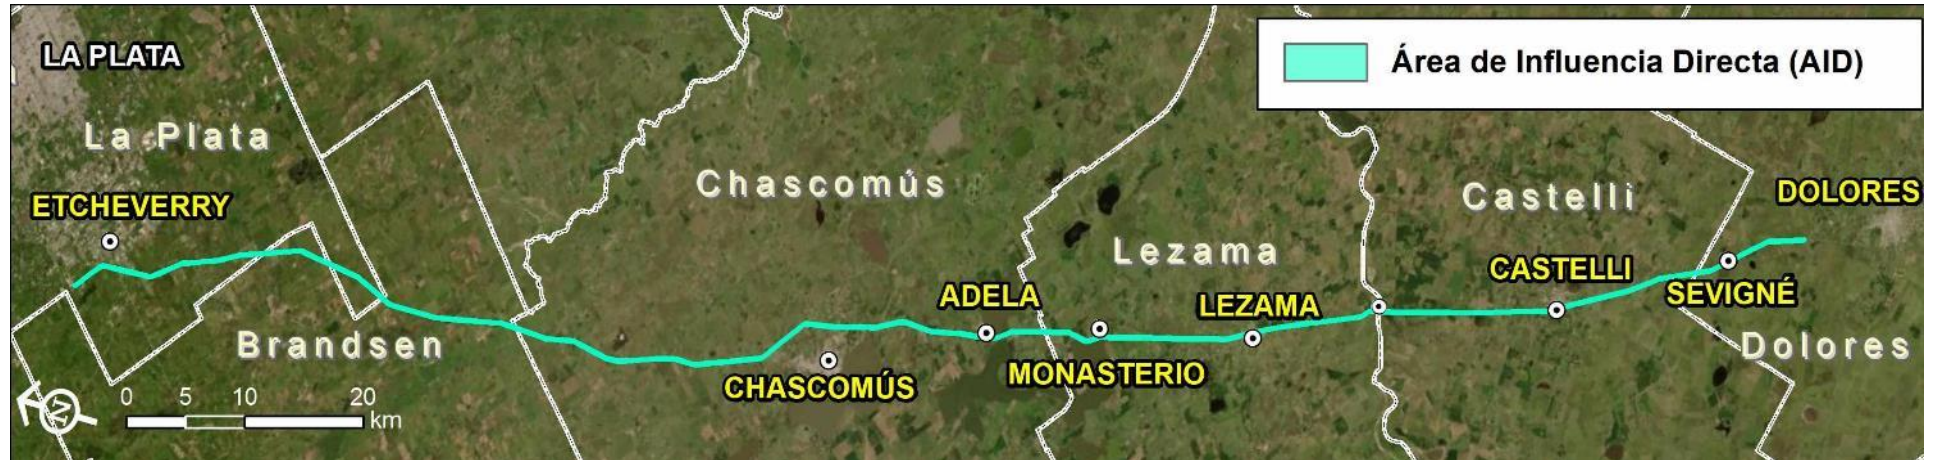 LA PLATA
Área de Influencia Directa (AID)
La Plata
Chascomús
Castelli
DOLORES
ETCHEVERRY
Lezama
CASTELLI
SEVIGNÉ
ADELA
LEZAMA
Brandsen
Dolores
MONASTERIO
CHASCOMÚS
N
0 5 10 20
km